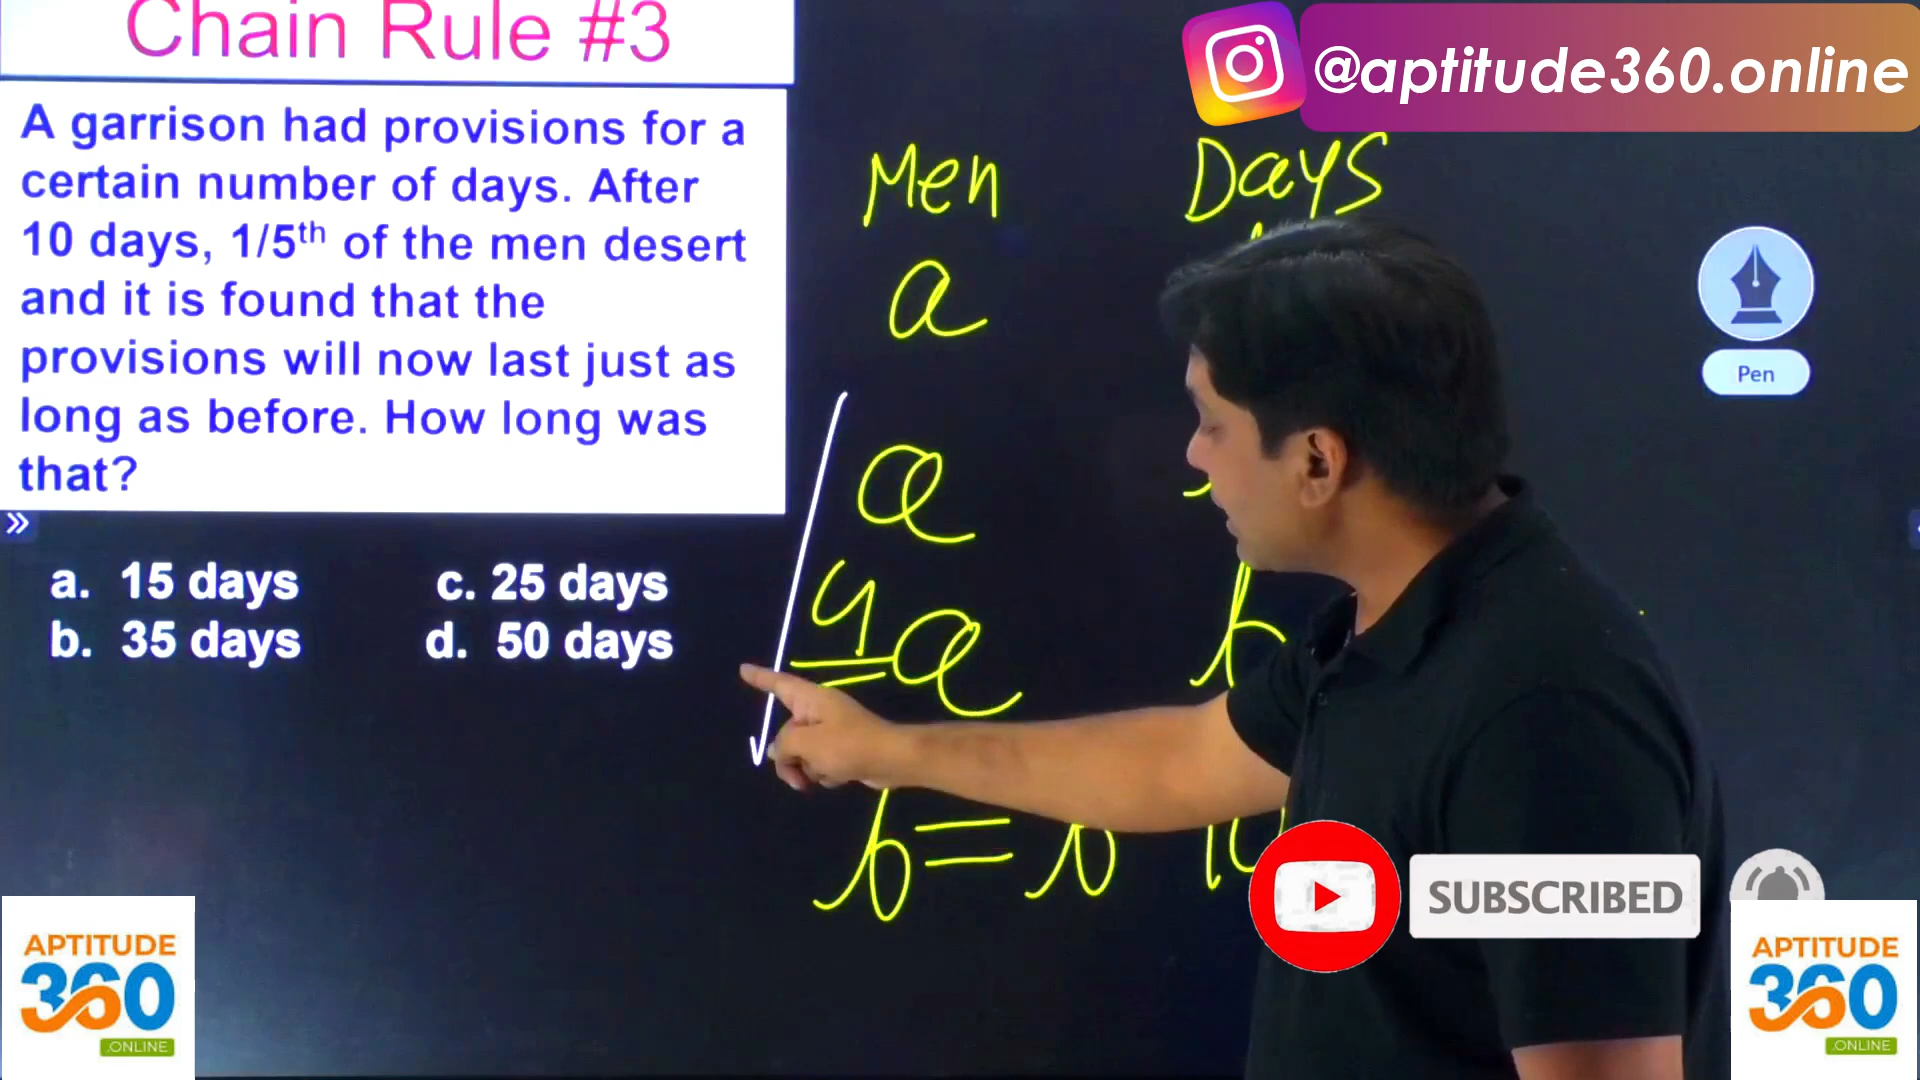 Chain Rule #3
@aptitude360.online
A garrison had provisions for a
certain number of days. After
10 days, 1/5th of the men desert
and it is found that the
provisions will now last just as
long as before. How long was
that?
a. 15 days
c. 25 days
b. 35 days
d. 50 days
Men
Days
a
a
4
a
Pen
SUBSCRIBED
APTITUDE
360
.ONLINE
APTITUDE
360
.ONLINE